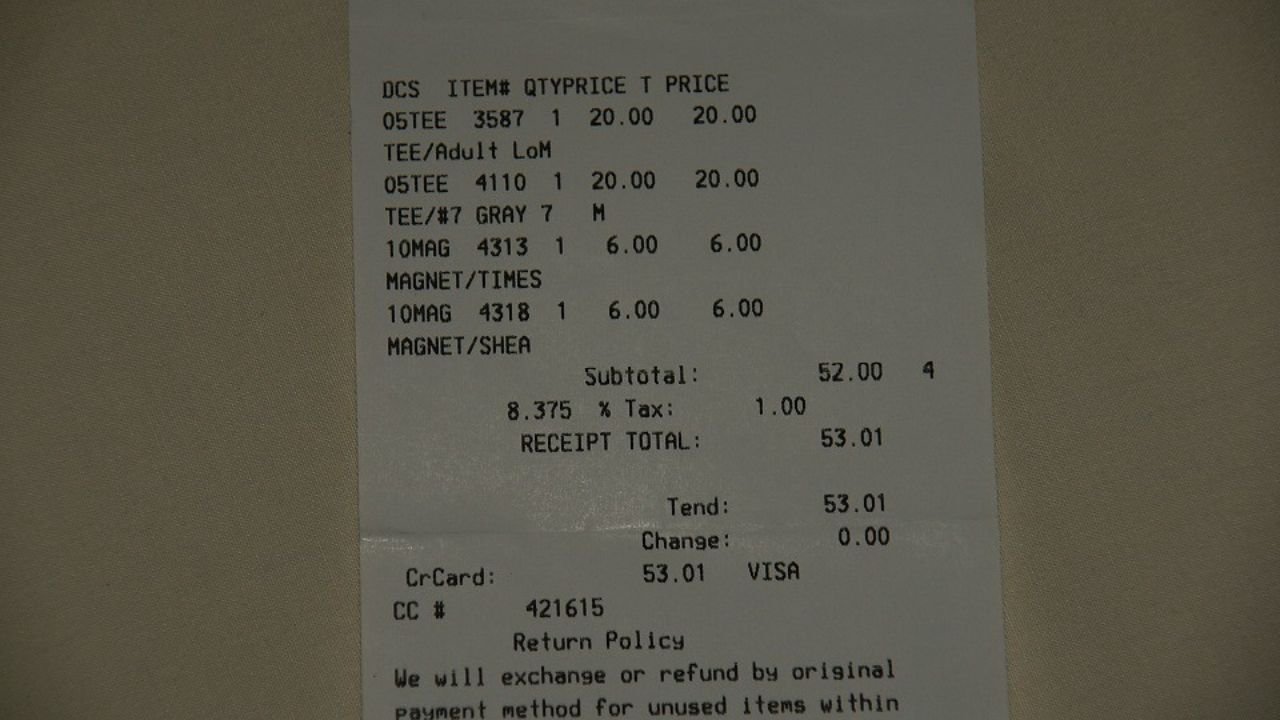 DCS ITEM# QTYPRICE T PRICE
05TEE 3587 1 20.00 20.00
TEE/Adult LoM
05TEE 4110 1 20.00 20.00
TEE/#7 GRAY 7 M
10MAG 4313 1 6.00 6.00
MAGNET/TIMES
10MAG 4318 1 6.00 6.00
MAGNET/SHEA
Subtotal: 52.00 4
8.375 % Tax: 1.00
RECEIPT TOTAL: 53.01
Tend: 53.01
Change: 0.00
CrCard: 53.01 VISA
CC # 421615
Return Policy
We will exchange or refund by original
payment method for unused items within